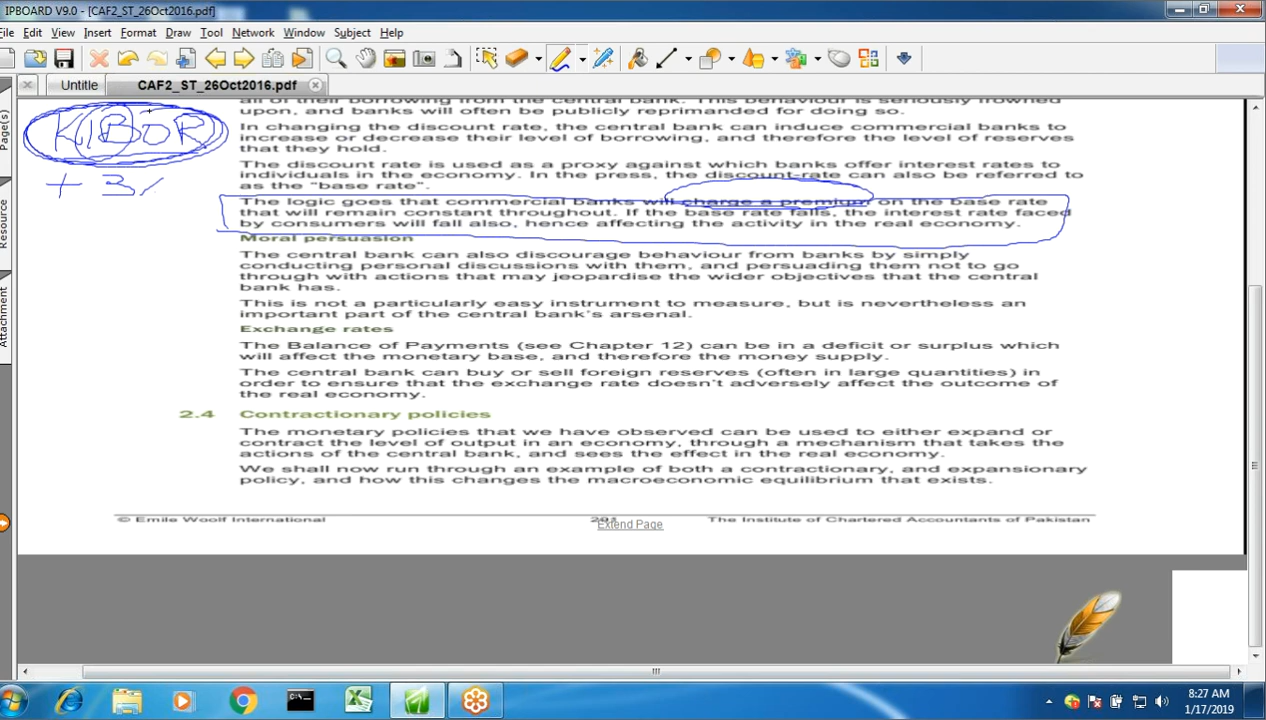 IPBOARD V9.0 - [CAF2_ST_26Oct2016.pdf]
File Edit View Insert Format Draw Tool Network Window Subject Help
Untitle CAF2_ST_26Oct2016.pdf
Page(s)
Resource
Attachment
KIBOR
+ 3
all of their borrowing from the central bank. This behaviour is seriously frowned
upon, and banks will often be publicly reprimanded for doing so.
In changing the discount rate, the central bank can induce commercial banks to
increase or decrease their level of borrowing, and therefore the level of reserves
that they hold.
The discount rate is used as a proxy against which banks offer interest rates to
individuals in the economy. In the press, the discount-rate can also be referred to
as the "base rate".
The logic goes that commercial banks will charge a premium on the base rate
that will remain constant throughout. If the base rate falls, the interest rate faced
by consumers will fall also, hence affecting the activity in the real economy.
Moral persuasion
The central bank can also discourage behaviour from banks by simply
conducting personal discussions with them, and persuading them not to go
through with actions that may jeopardise the wider objectives that the central
bank has.
This is not a particularly easy instrument to measure, but is nevertheless an
important part of the central bank's arsenal.
Exchange rates
The Balance of Payments (see Chapter 12) can be in a deficit or surplus which
will affect the monetary base, and therefore the money supply.
The central bank can buy or sell foreign reserves (often in large quantities) in
order to ensure that the exchange rate doesn't adversely affect the outcome of
the real economy.
2.4 Contractionary policies
The monetary policies that we have observed can be used to either expand or
contract the level of output in an economy, through a mechanism that takes the
actions of the central bank, and sees the effect in the real economy.
We shall now run through an example of both a contractionary, and expansionary
policy, and how this changes the macroeconomic equilibrium that exists.
© Emile Woolf International The Institute of Chartered Accountants of Pakistan
Extend Page
8:27 AM
1/17/2019